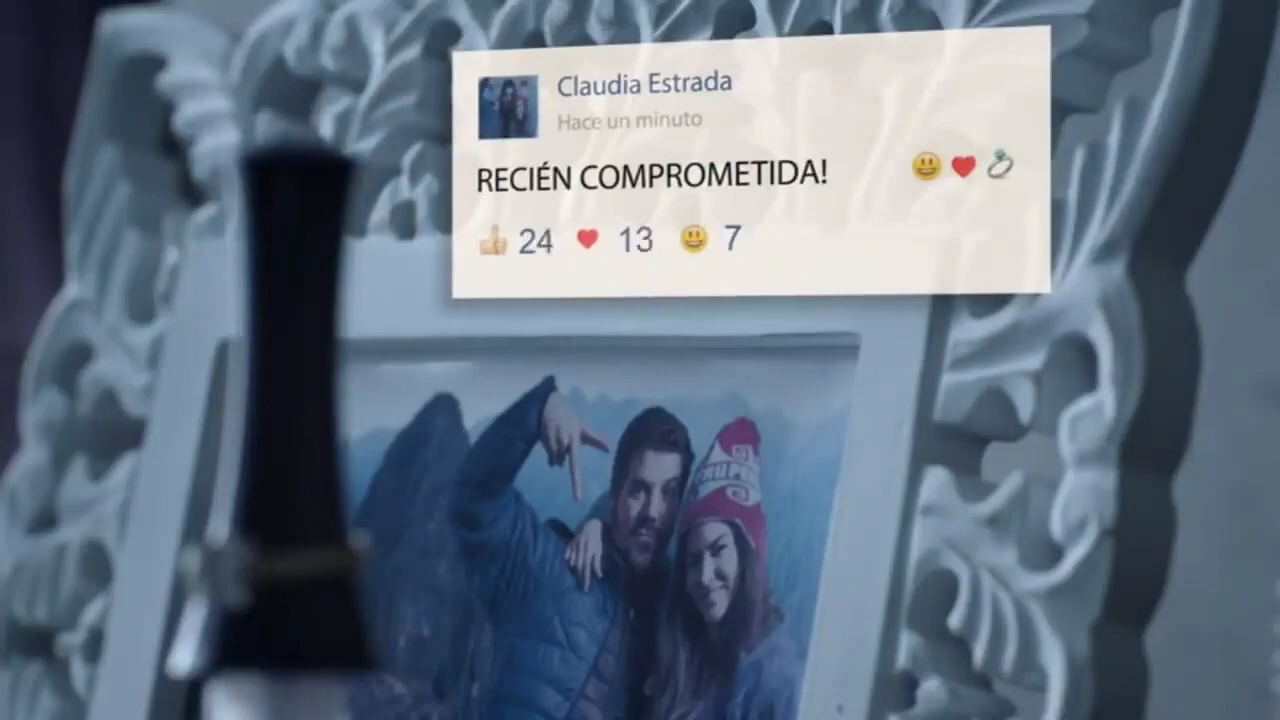 Claudia Estrada
Hace un minuto
RECIÉN COMPROMETIDA! 😃❤️💍
👍 24 ❤️ 13 😃 7